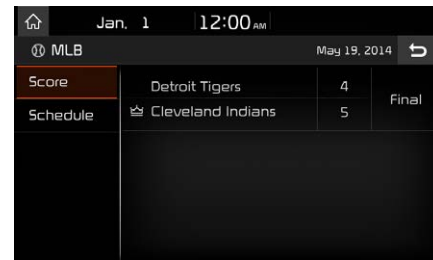 Jan. 1 12:00 AM
MLB May 19, 2014
Score
Detroit Tigers 4
Final
Schedule
Cleveland Indians 5